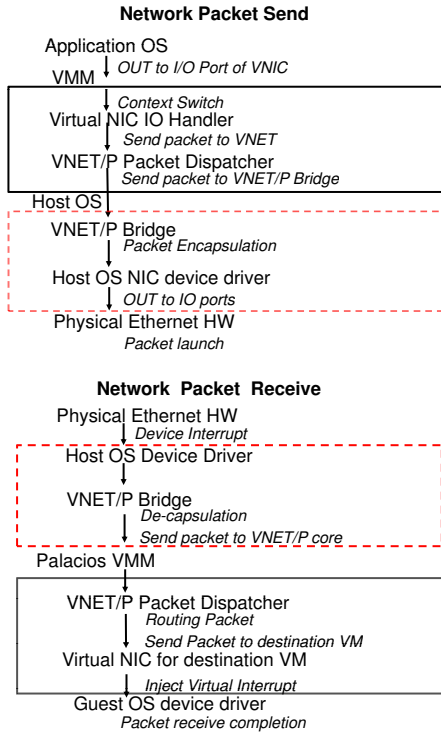 Network Packet Send
Application OS
OUT to I/O Port of VNIC
VMM
Context Switch
Virtual NIC IO Handler
Send packet to VNET
VNET/P Packet Dispatcher
Send packet to VNET/P Bridge
Host OS
VNET/P Bridge
Packet Encapsulation
Host OS NIC device driver
OUT to IO ports
Physical Ethernet HW
Packet launch
Network Packet Receive
Physical Ethernet HW
Device Interrupt
Host OS Device Driver
VNET/P Bridge
De-capsulation
Send packet to VNET/P core
Palacios VMM
VNET/P Packet Dispatcher
Routing Packet
Send Packet to destination VM
Virtual NIC for destination VM
Inject Virtual Interrupt
Guest OS device driver
Packet receive completion